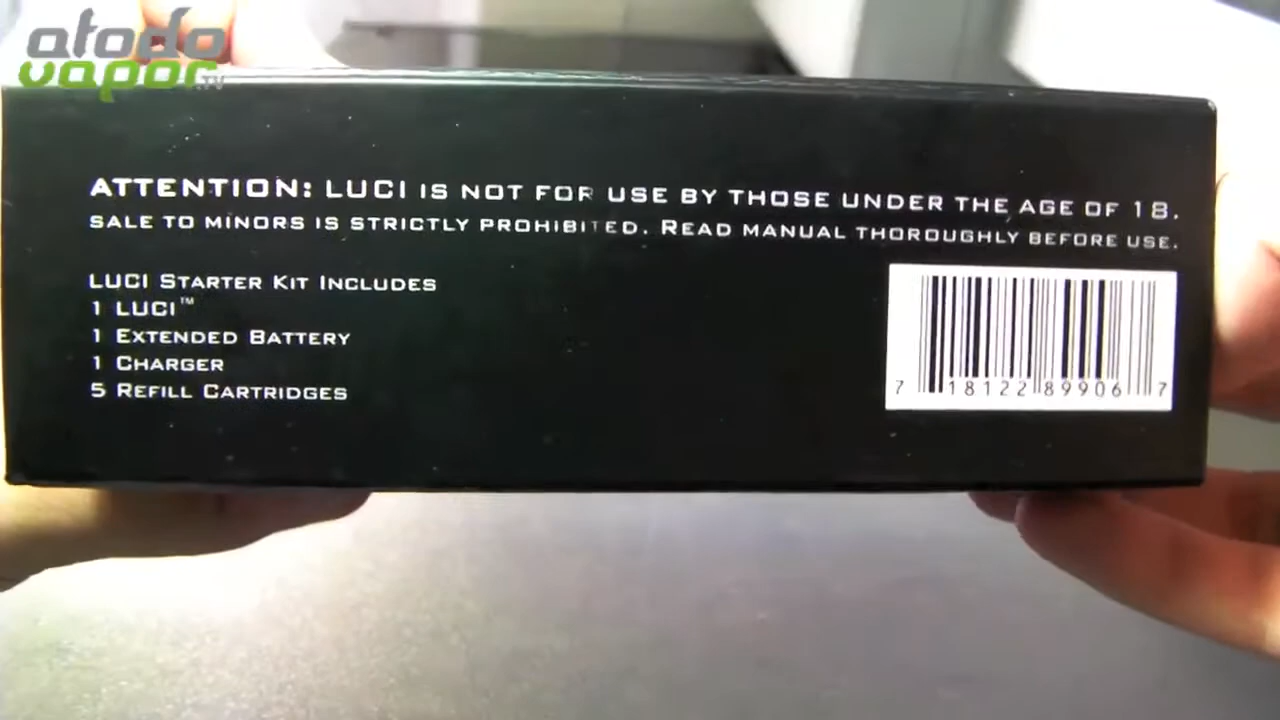 atodo
vapor.TV
ATTENTION: LUCI IS NOT FOR USE BY THOSE UNDER THE AGE OF 18.
SALE TO MINORS IS STRICTLY PROHIBITED. READ MANUAL THOROUGHLY BEFORE USE.
LUCI STARTER KIT INCLUDES
1 LUCI™
1 EXTENDED BATTERY
1 CHARGER
5 REFILL CARTRIDGES
7 18122 89906 7